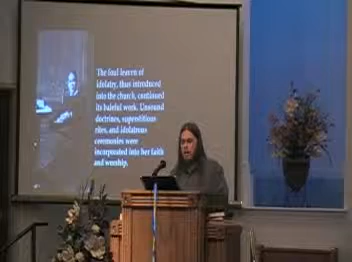 The foul leaven of
idolatry, thus introduced
into the church, continued
its baleful work. Unsound
doctrines, superstitious
rites, and idolatrous
ceremonies were
incorporated into her faith
and worship.